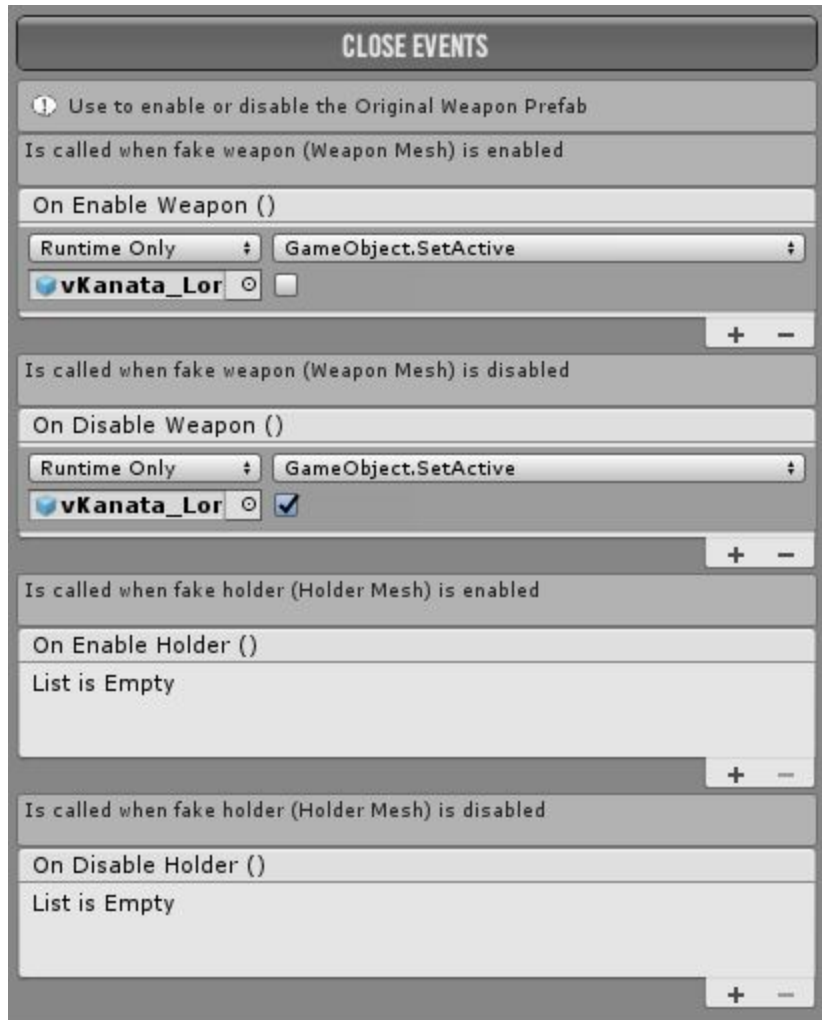 CLOSE EVENTS
Use to enable or disable the Original Weapon Prefab
Is called when fake weapon (Weapon Mesh) is enabled
On Enable Weapon ()
Runtime Only GameObject.SetActive
vKanata_Lor
Is called when fake weapon (Weapon Mesh) is disabled
On Disable Weapon ()
Runtime Only GameObject.SetActive
vKanata_Lor
Is called when fake holder (Holder Mesh) is enabled
On Enable Holder ()
List is Empty
Is called when fake holder (Holder Mesh) is disabled
On Disable Holder ()
List is Empty